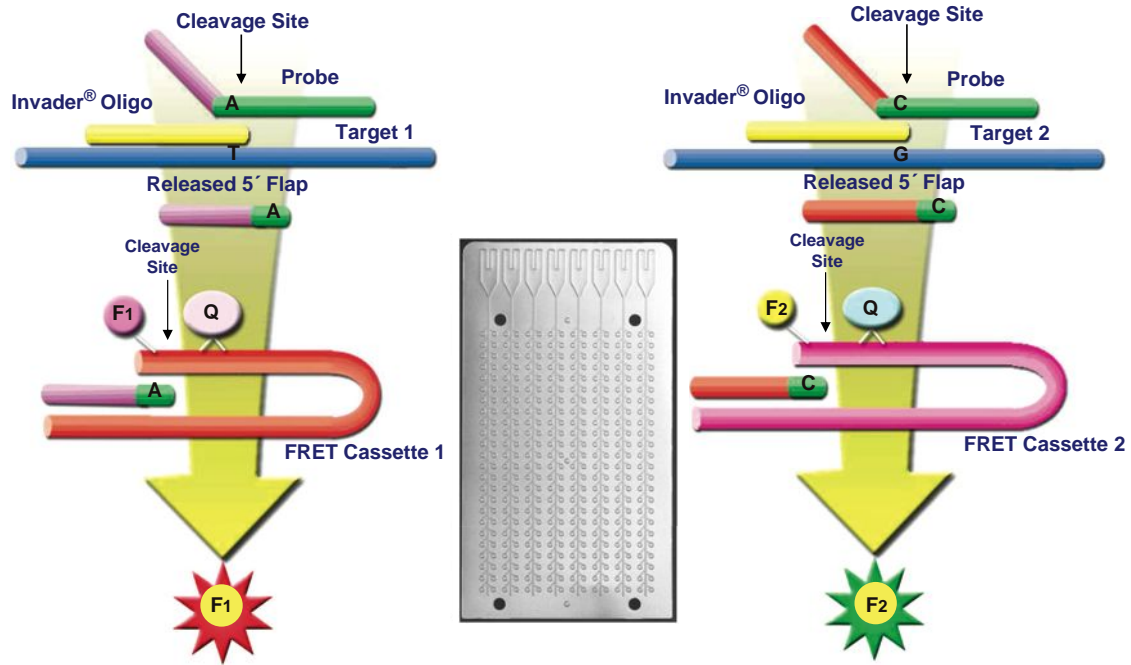 Cleavage Site
Probe
A
Invader® Oligo
Target 1
T
Released 5´ Flap
A
Cleavage
Site
F1
Q
A
FRET Cassette 1
F1
Cleavage Site
Probe
C
Invader® Oligo
Target 2
G
Released 5´ Flap
C
Cleavage
Site
F2
Q
C
FRET Cassette 2
F2